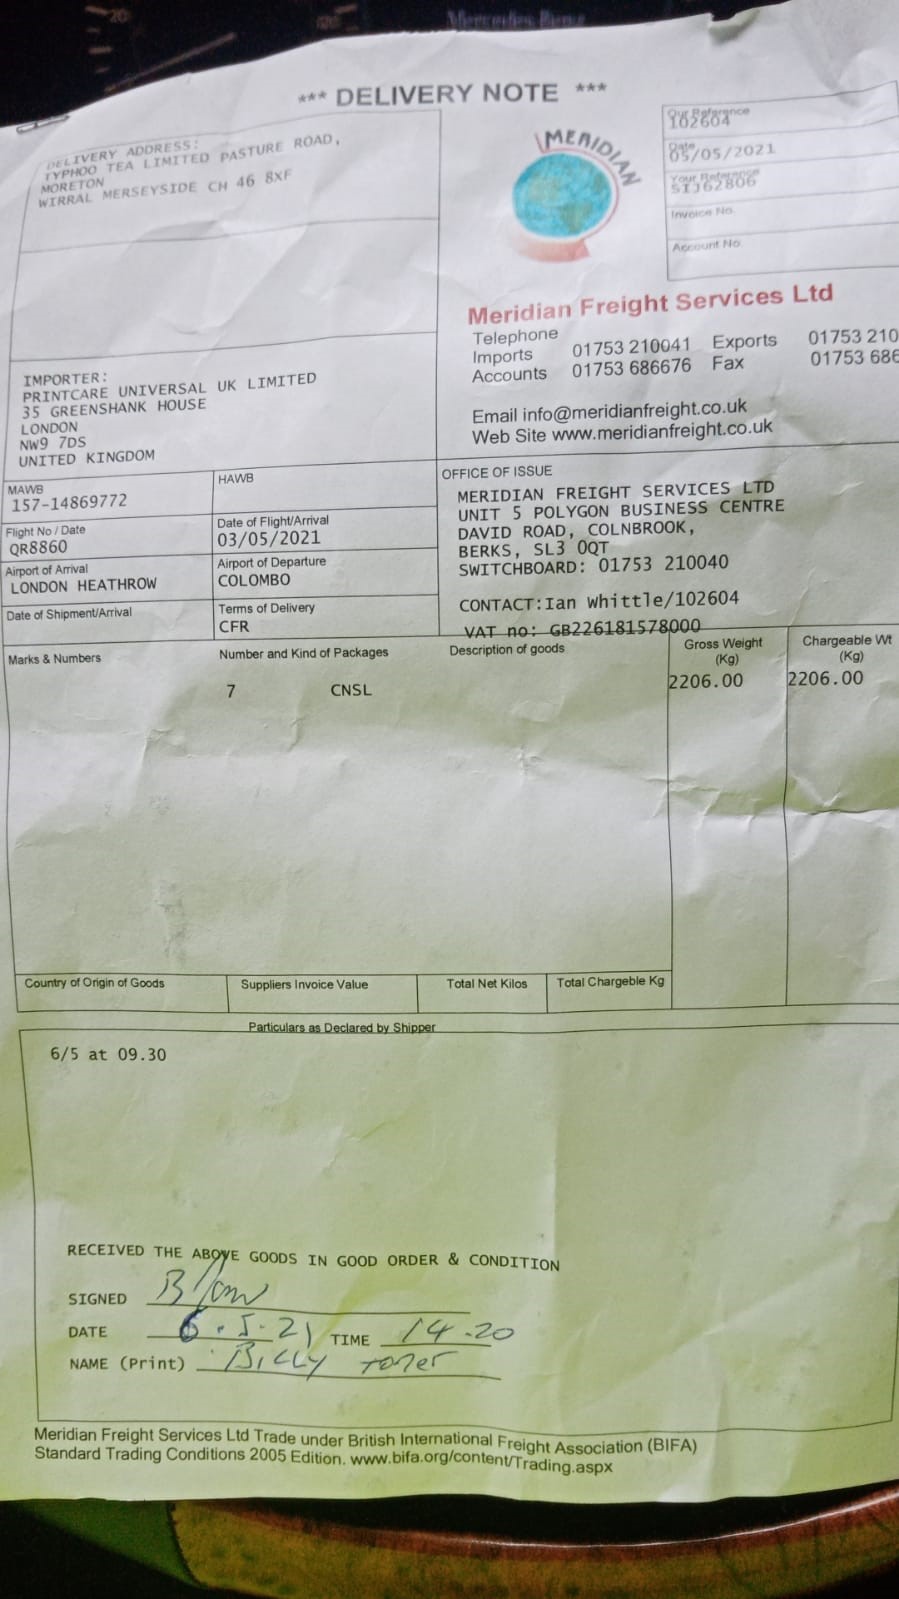 20
Mercedes-Benz
*** DELIVERY NOTE ***
DELIVERY ADDRESS:
TYPHOO TEA LIMITED PASTURE ROAD,
MORETON
WIRRAL MERSEYSIDE CH 46 8XF
MERIDIAN
Our Reference
102604
Date
05/05/2021
Your Reference
SIJ62806
Invoice No.
Account No.
Meridian Freight Services Ltd
Telephone
Imports 01753 210041 Exports 01753 210
Accounts 01753 686676 Fax 01753 686
Email info@meridianfreight.co.uk
Web Site www.meridianfreight.co.uk
IMPORTER:
PRINTCARE UNIVERSAL UK LIMITED
35 GREENSHANK HOUSE
LONDON
NW9 7DS
UNITED KINGDOM
MAWB
157-14869772
HAWB
Flight No / Date
QR8860
Date of Flight/Arrival
03/05/2021
Airport of Arrival
LONDON HEATHROW
Airport of Departure
COLOMBO
Date of Shipment/Arrival
Terms of Delivery
CFR
OFFICE OF ISSUE
MERIDIAN FREIGHT SERVICES LTD
UNIT 5 POLYGON BUSINESS CENTRE
DAVID ROAD, COLNBROOK,
BERKS, SL3 0QT
SWITCHBOARD: 01753 210040
CONTACT:Ian Whittle/102604
VAT no: GB226181578000
Marks & Numbers
Number and Kind of Packages
Description of goods
Gross Weight
(Kg)
Chargeable Wt
(Kg)
7 CNSL
2206.00
2206.00
Country of Origin of Goods
Suppliers Invoice Value
Total Net Kilos
Total Chargeble Kg
Particulars as Declared by Shipper
6/5 at 09.30
RECEIVED THE ABOVE GOODS IN GOOD ORDER & CONDITION
SIGNED
DATE 6.5.21 TIME 14.20
NAME (Print) BILLY
Meridian Freight Services Ltd Trade under British International Freight Association (BIFA)
Standard Trading Conditions 2005 Edition. www.bifa.org/content/Trading.aspx